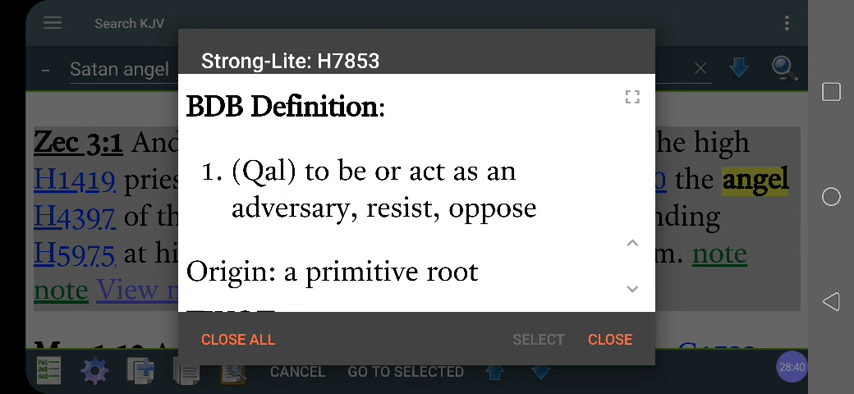 Search KJV
Strong-Lite: H7853
- Satan angel
BDB Definition:
Zec 3:1 And he high
1. (Qal) to be or act as an
H1419 pries 0 the angel
adversary, resist, oppose
H4397 of th nding
H5975 at hi m. note
Origin: a primitive root
note View
CLOSE ALL SELECT CLOSE
CANCEL GO TO SELECTED 28:40